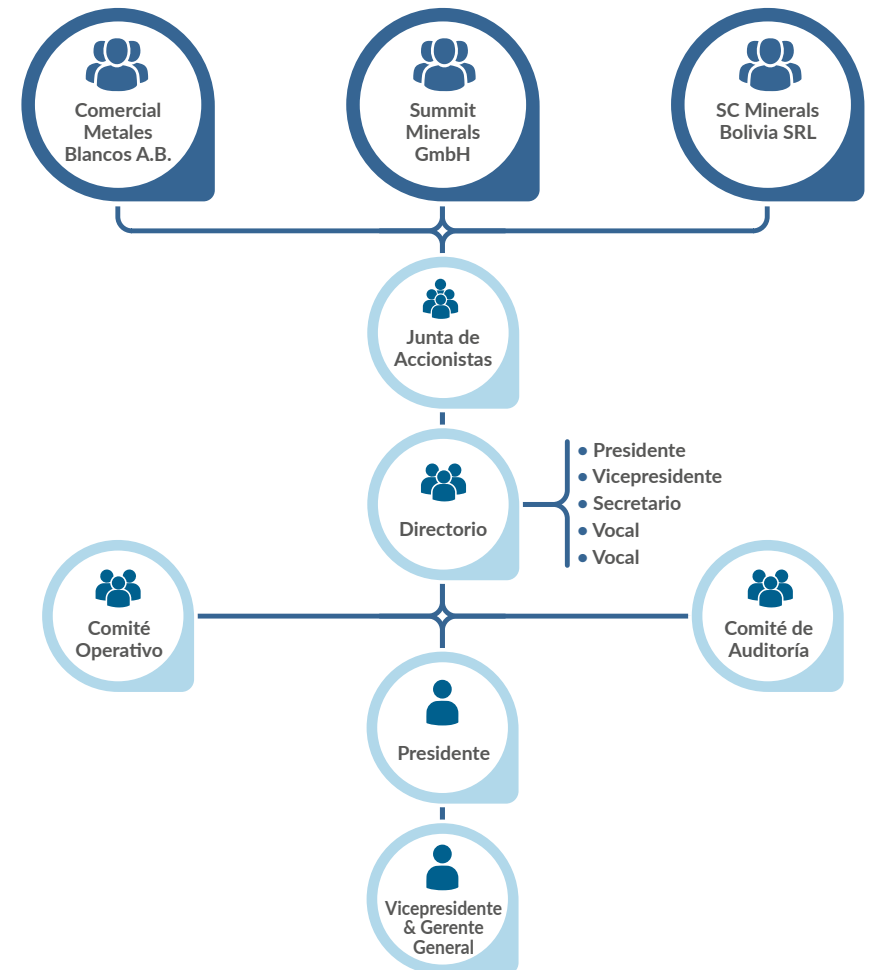 Comercial
Metales
Blancos A.B.
Summit
Minerals
GmbH
SC Minerals
Bolivia SRL
Junta de
Accionistas
Directorio
• Presidente
• Vicepresidente
• Secretario
• Vocal
• Vocal
Comité
Operativo
Comité de
Auditoría
Presidente
Vicepresidente
& Gerente
General